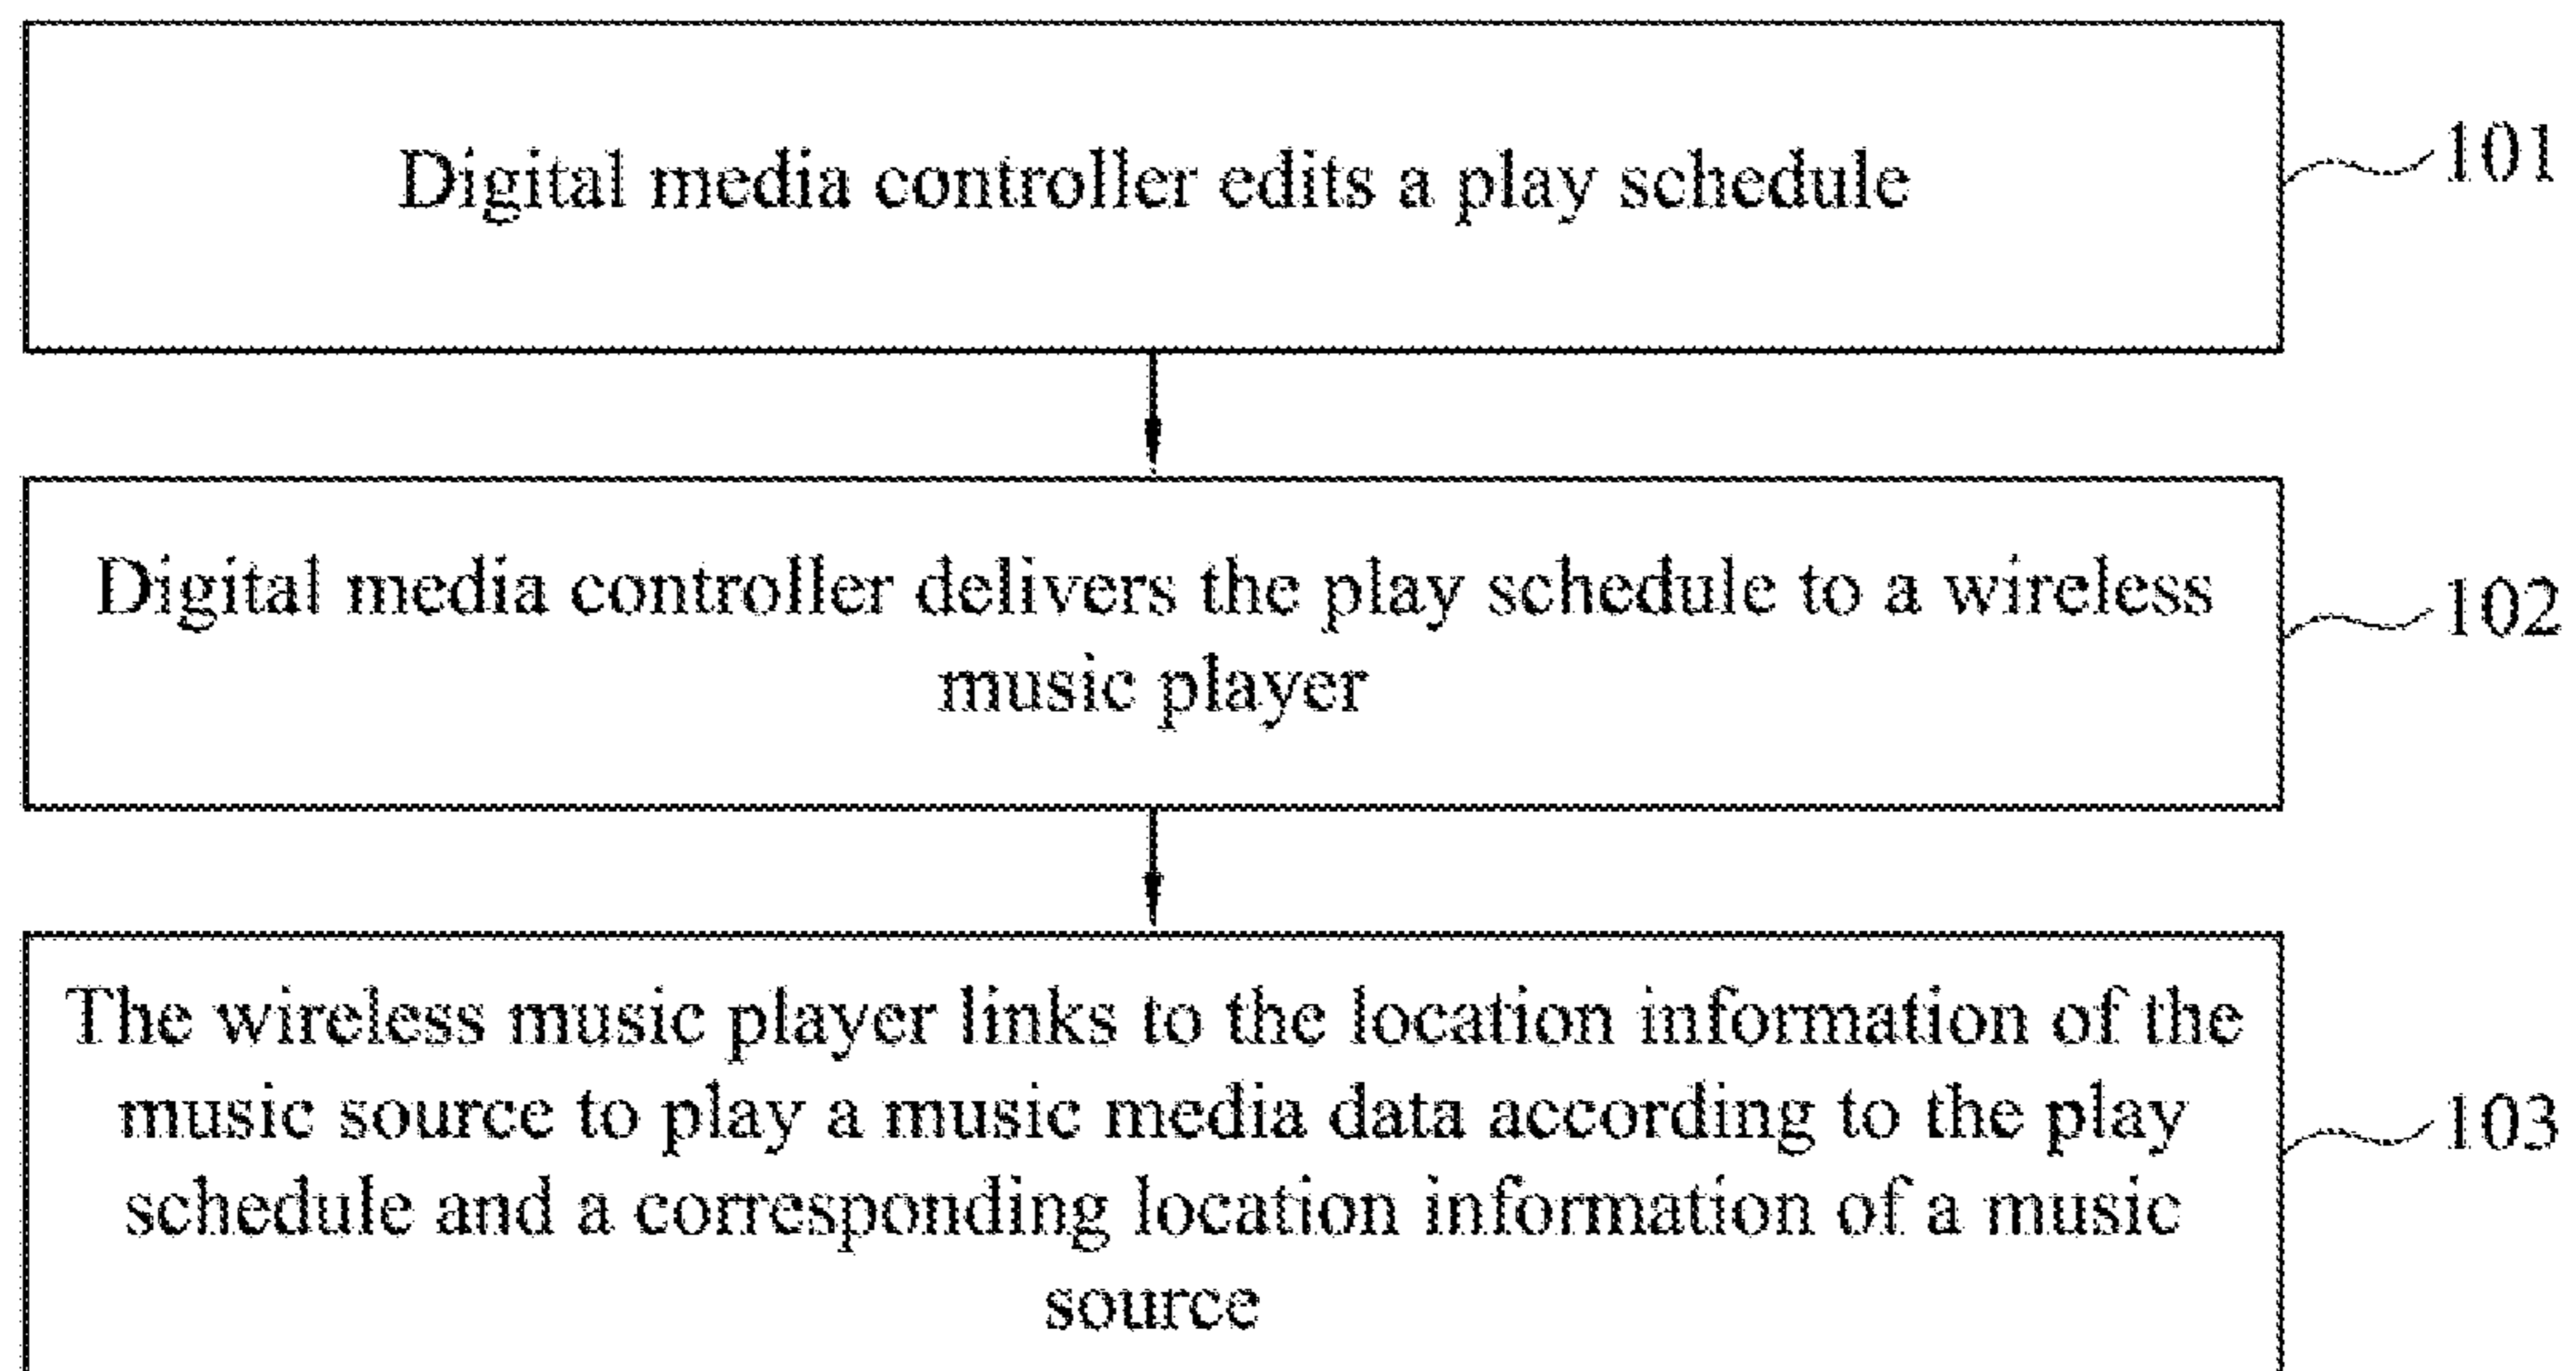 Digital media controller edits a play schedule
101
Digital media controller delivers the play schedule to a wireless
music player
102
The wireless music player links to the location information of the
music source to play a music media data according to the play
schedule and a corresponding location information of a music
source
103